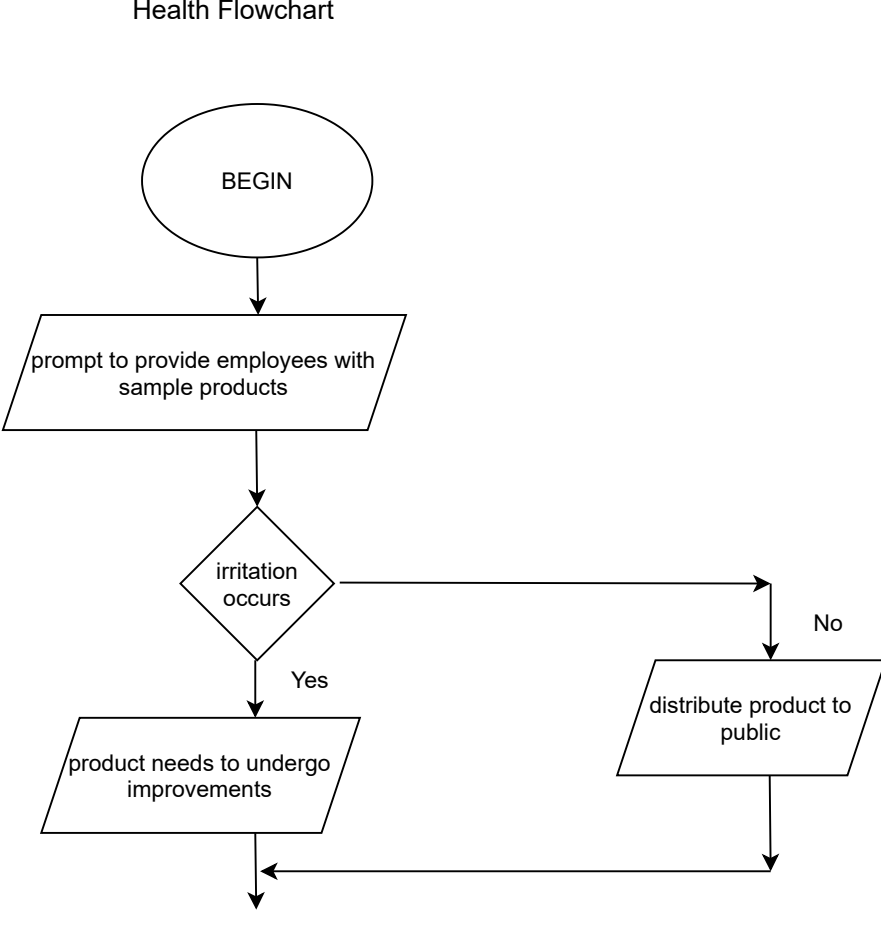 Health Flowchart
BEGIN
prompt to provide employees with
sample products
irritation
occurs
No
Yes
distribute product to
public
product needs to undergo
improvements